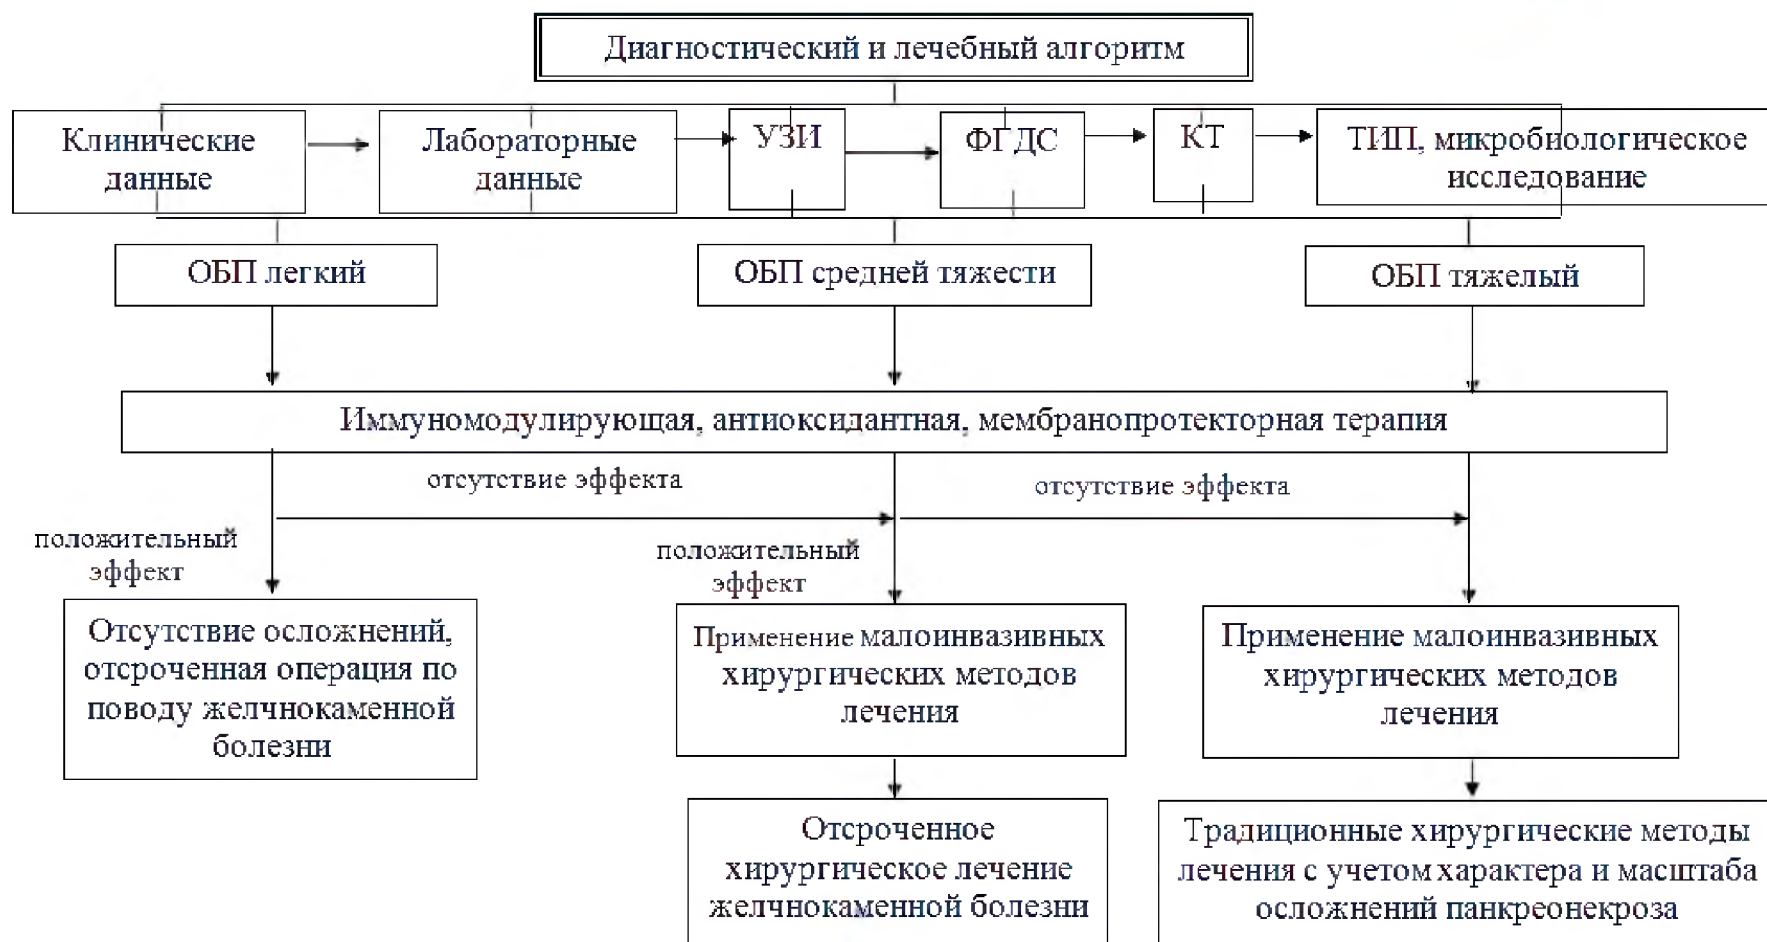 Диагностический и лечебный алгоритм
Клинические
данные
Лабораторные
данные
УЗИ
ФГДС
КТ
ТИП, микробиологическое
исследование
ОБП легкий
ОБП средней тяжести
ОБП тяжелый
Иммуномодулирующая, антиоксидантная, мембранопротекторная терапия
отсутствие эффекта
отсутствие эффекта
положительный
эффект
положительный
эффект
Отсутствие осложнений,
отсроченная операция по
поводу желчнокаменной
болезни
Применение малоинвазивных
хирургических методов
лечения
Применение малоинвазивных
хирургических методов
лечения
Отсроченное
хирургическое лечение
желчнокаменной болезни
Традиционные хирургические методы
лечения с учетом характера и масштаба
осложнений панкреонекроза